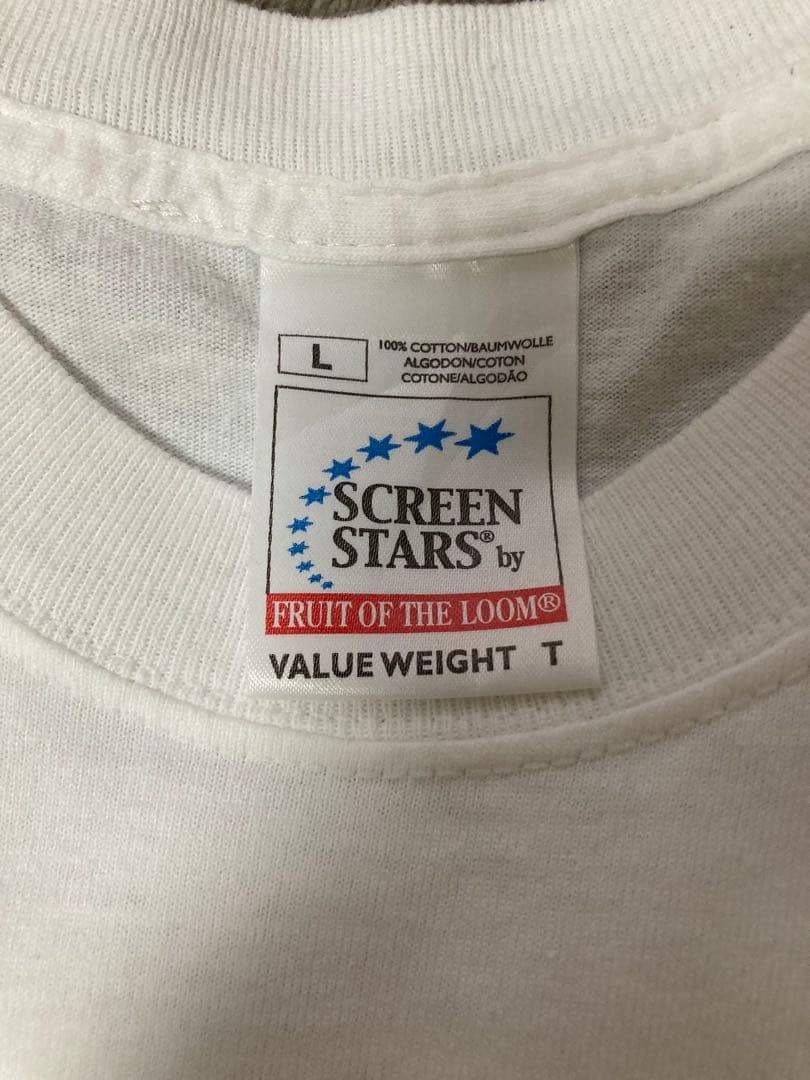 L
100% COTTON/BAUMWOLLE
ALGODON/COTON
COTONE/ALGODÃO
SCREEN
STARS® by
FRUIT OF THE LOOM®
VALUE WEIGHT T